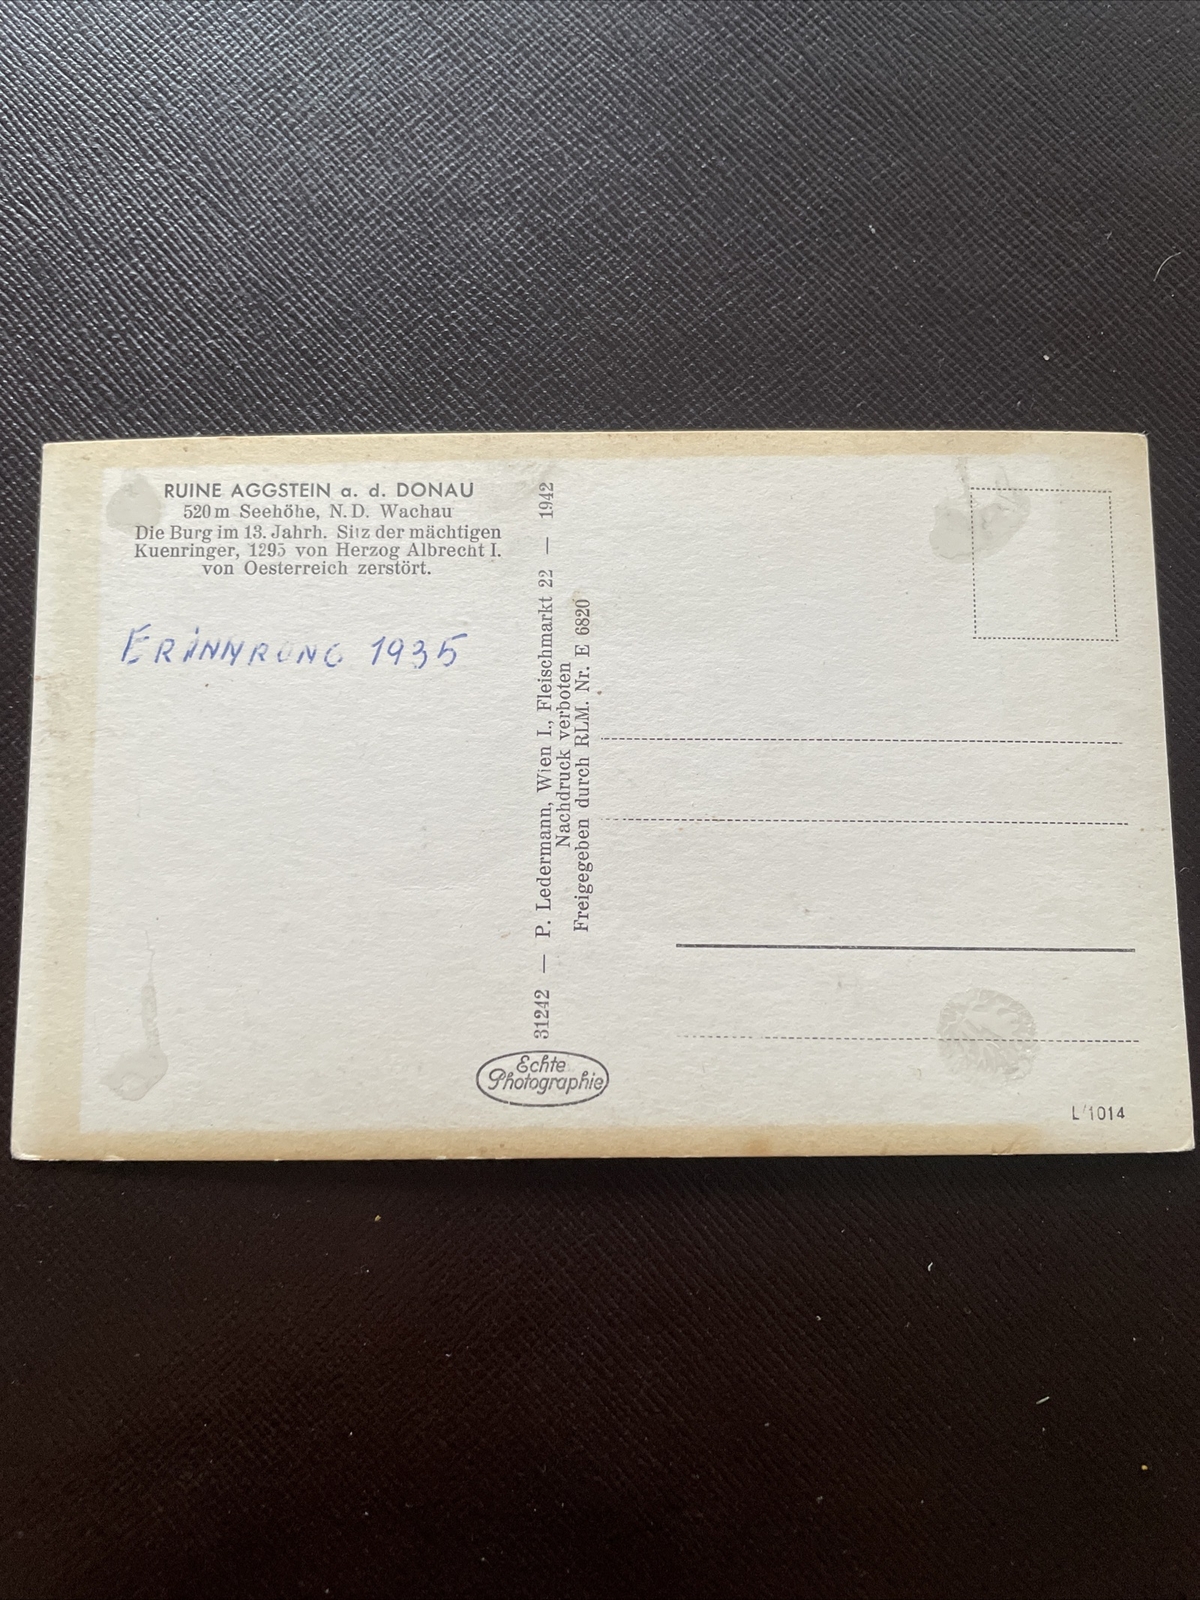 RUINE AGGSTEIN a. d. DONAU
520 m Seehöhe, N. D. Wachau
Die Burg im 13. Jahrh. Sitz der mächtigen
Kuenringer, 1295 von Herzog Albrecht I.
von Oesterreich zerstört.
ERINNRUNG 1935
31242 — P. Ledermann, Wien I., Fleischmarkt 22 — 1942
Nachdruck verboten
Freigegeben durch RLM. Nr. E 6820
Echte
Photographie
L/1014